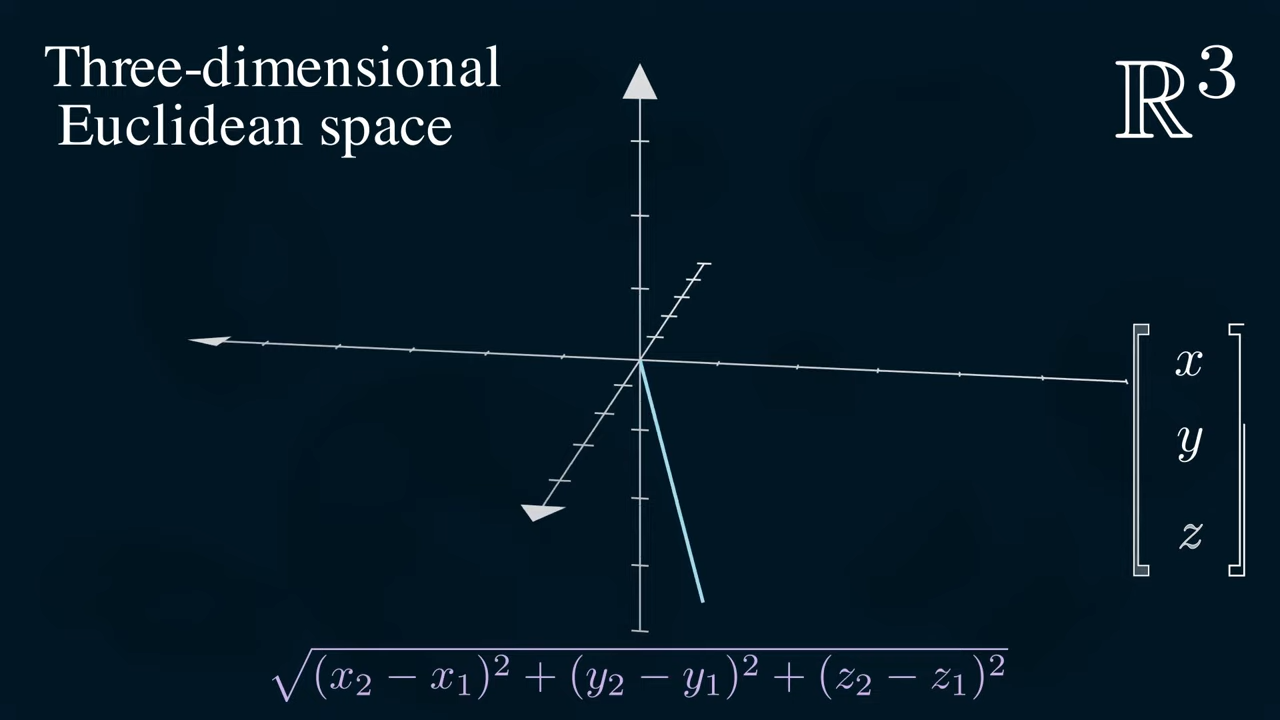 Three-dimensional
Euclidean space
ℝ³
x
y
z
√(x₂ − x₁)² + (y₂ − y₁)² + (z₂ − z₁)²